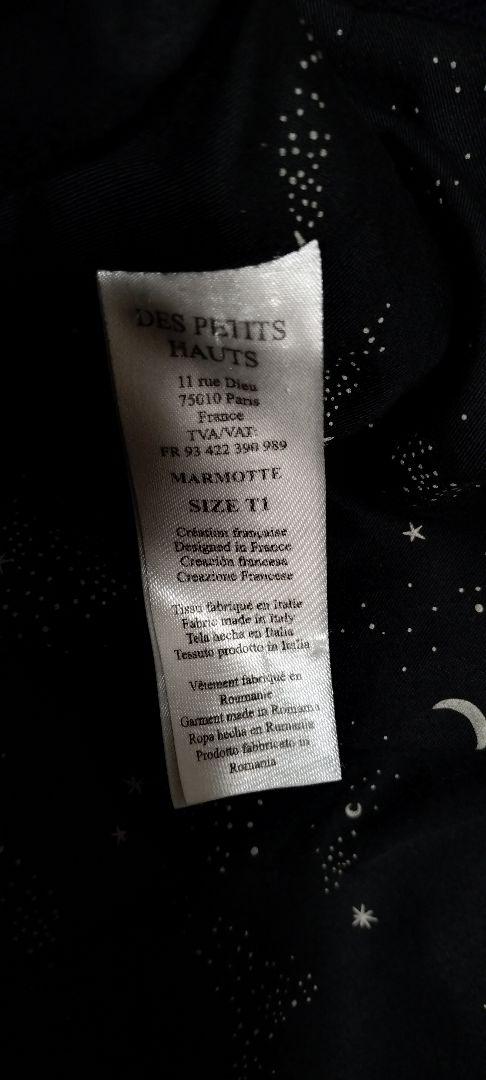 DES PETITS
HAUTS
11 rue Dieu
75010 Paris
France
TVA/VAT:
FR 93 422 390 989
MARMOTTE
SIZE T1
Création française
Designed in France
Creación francesa
Creazione Francese
Tissu fabriqué en Italie
Fabric made in Italy
Tela hecha en Italia
Tessuto prodotto in Italia
Vêtement fabriqué en
Roumanie
Garment made in Romania
Ropa hecha en Rumania
Prodotto fabbricato in
Romania